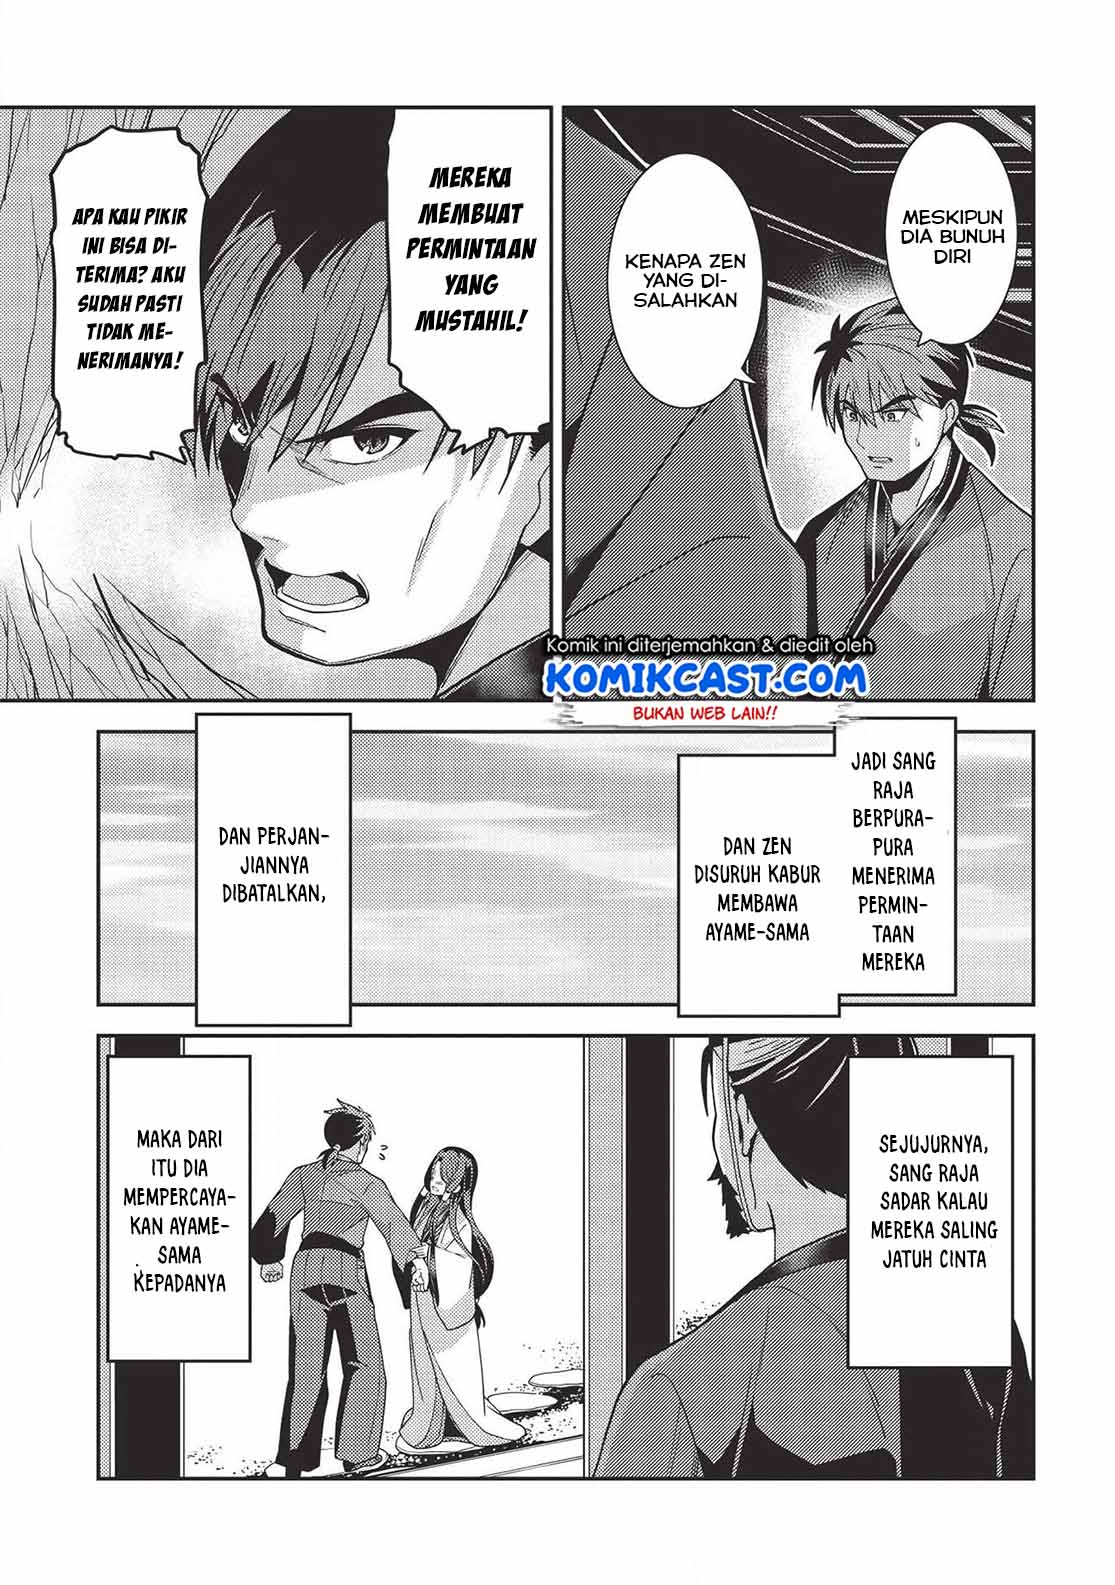 MESKIPUN
DIA BUNUH
DIRI
KENAPA ZEN
YANG DI-
SALAHKAN
MEREKA
MEMBUAT
PERMINTAAN
YANG
MUSTAHIL!
APA KAU PIKIR
INI BISA DI-
TERIMA? AKU
SUDAH PASTI
TIDAK ME-
NERIMANYA!
Komik ini diterjemahkan & diedit oleh
KOMIKCAST.COM
BUKAN WEB LAIN!!
JADI SANG
RAJA
BERPURA-
PURA
MENERIMA
PERMIN-
TAAN
MEREKA
DAN ZEN
DISURUH KABUR
MEMBAWA
AYAME-SAMA
DAN PERJAN-
JIANNYA
DIBATALKAN,
SEJUJURNYA,
SANG RAJA
SADAR KALAU
MEREKA SALING
JATUH CINTA
MAKA DARI
ITU DIA
MEMPERCAYA-
KAN AYAME-
SAMA
KEPADANYA